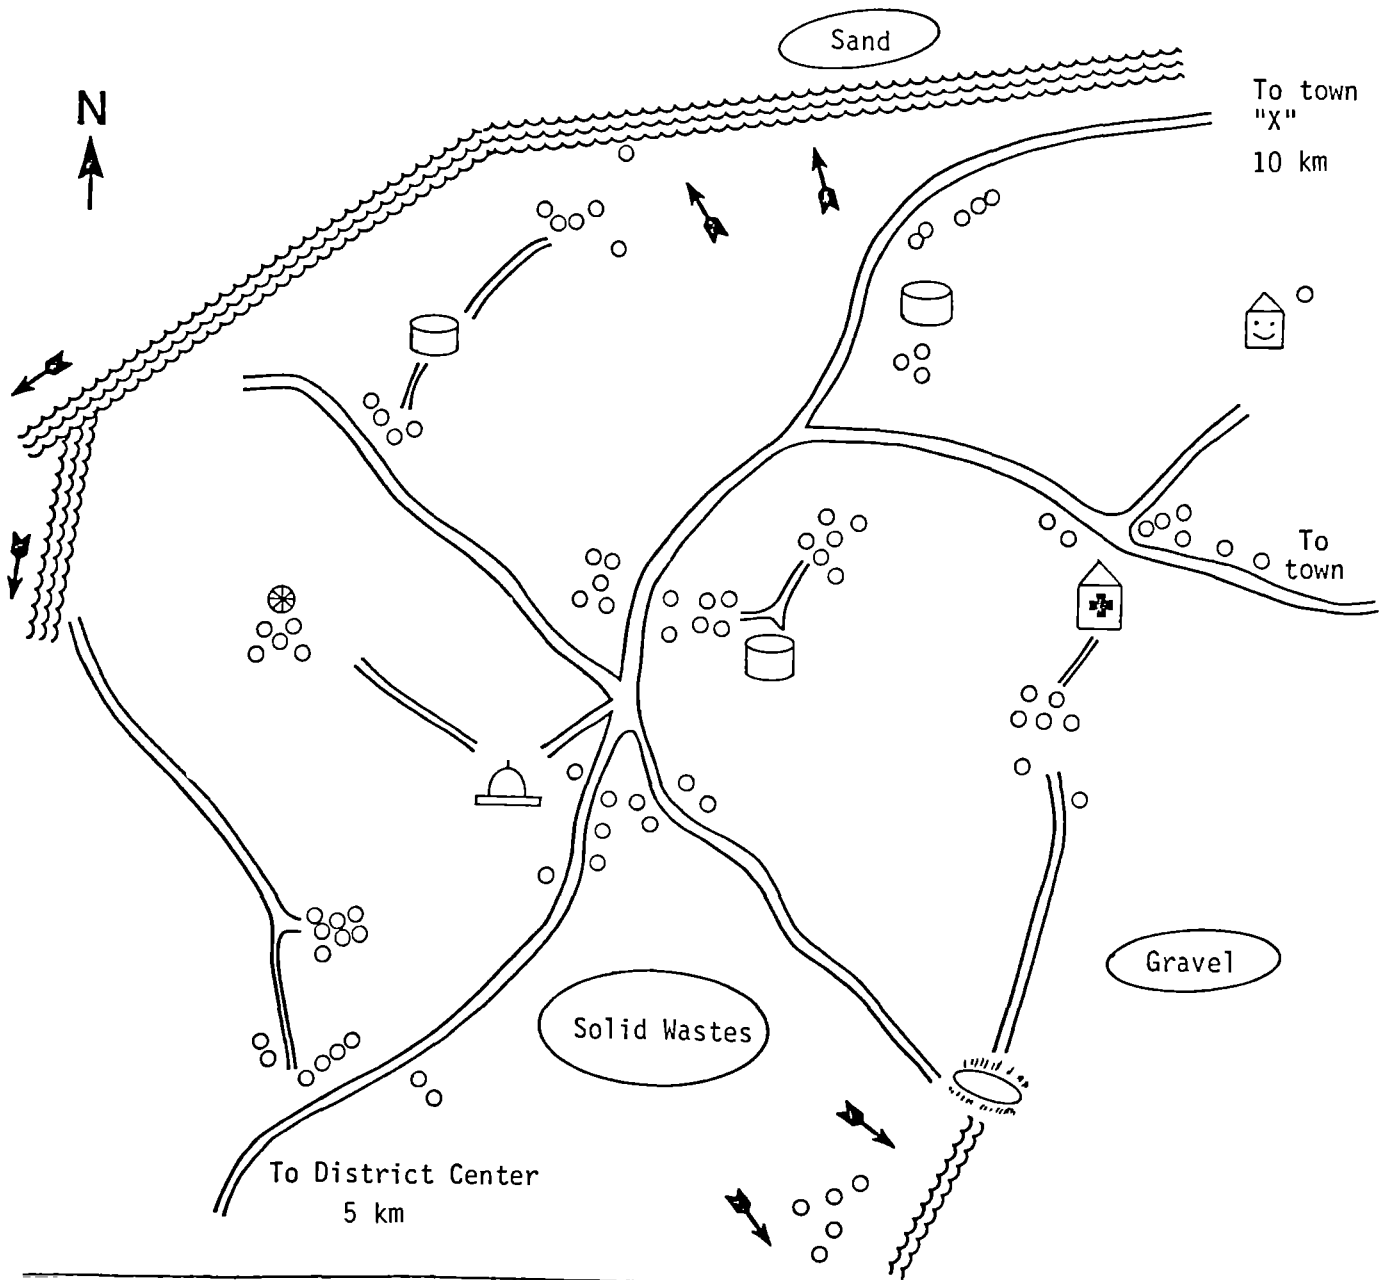 Sand
N
To town
"X"
10 km
To
town
Gravel
Solid Wastes
To District Center
5 km